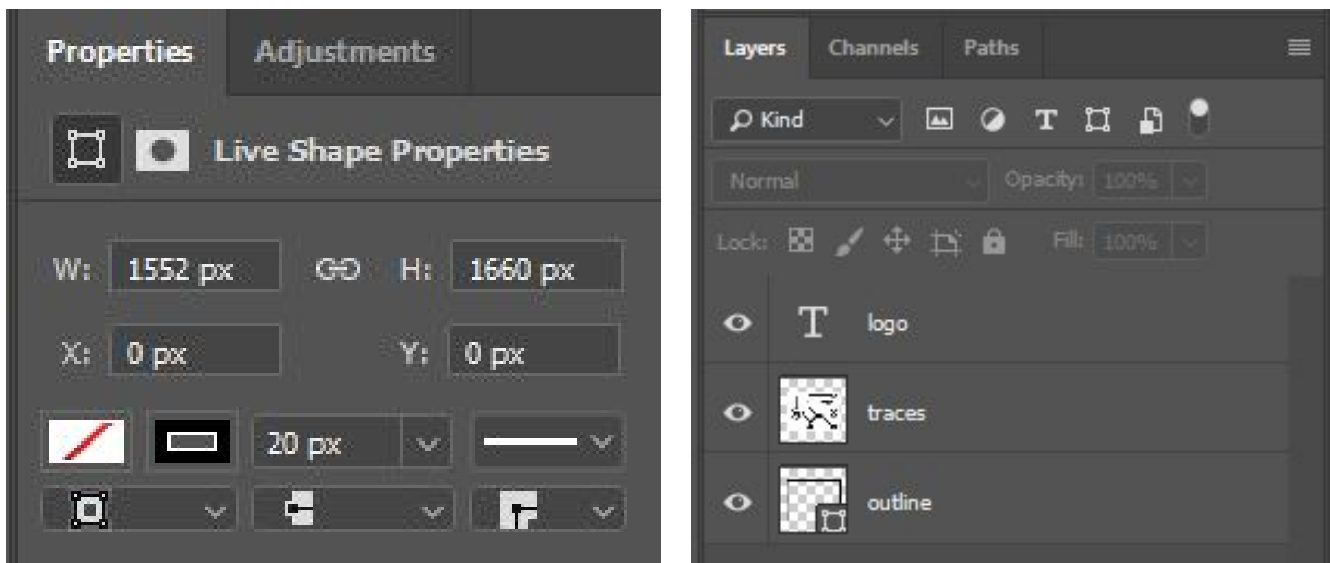 Properties Adjustments
Live Shape Properties
W: 1552 px H: 1660 px
X: 0 px Y: 0 px
20 px
Layers Channels Paths
Kind T
Normal Opacity: 100%
Lock: Fill: 100%
T logo
traces
outline